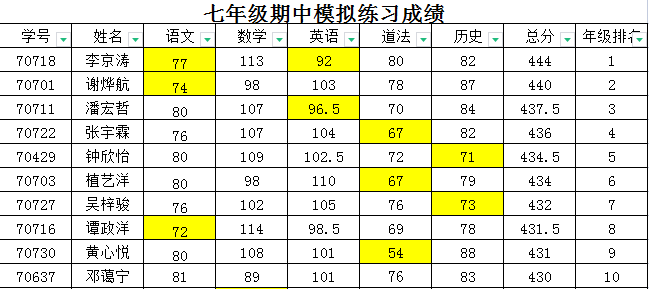 七年级期中模拟练习成绩
学号 姓名 语文 数学 英语 道法 历史 总分 年级排名
70718 李京涛 77 113 92 80 82 444 1
70701 谢烨航 74 98 103 78 87 440 2
70711 潘宏哲 80 107 96.5 70 84 437.5 3
70722 张宇霖 76 107 104 67 82 436 4
70429 钟欣怡 80 109 102.5 72 71 434.5 5
70703 植艺洋 80 98 110 67 79 434 6
70727 吴梓骏 76 102 105 76 73 432 7
70716 谭政洋 72 114 98.5 69 78 431.5 8
70730 黄心悦 80 108 101 54 88 431 9
70637 邓蔼宁 81 89 101 76 83 430 10